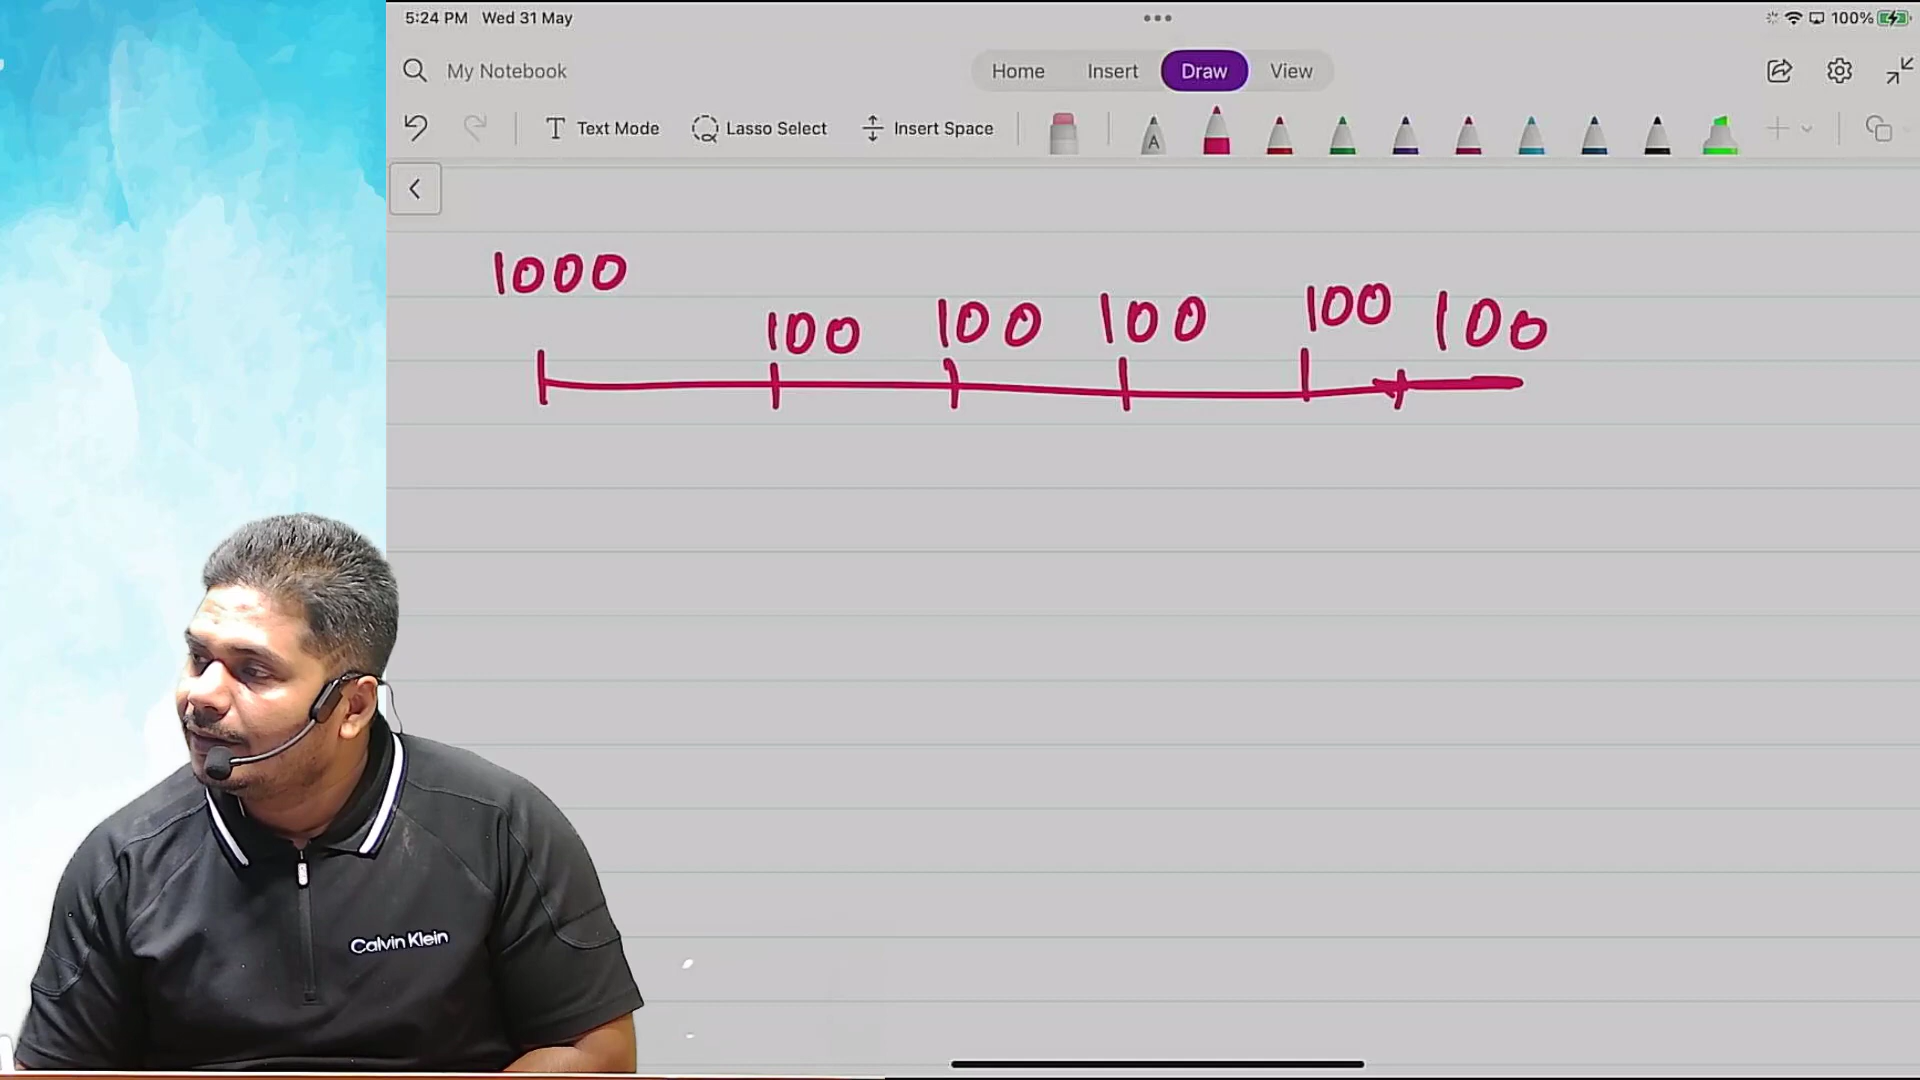 5:24 PM Wed 31 May
100%
My Notebook
Home Insert Draw View
Text Mode Lasso Select Insert Space
A
1000
100 100 100 100 100
Calvin Klein